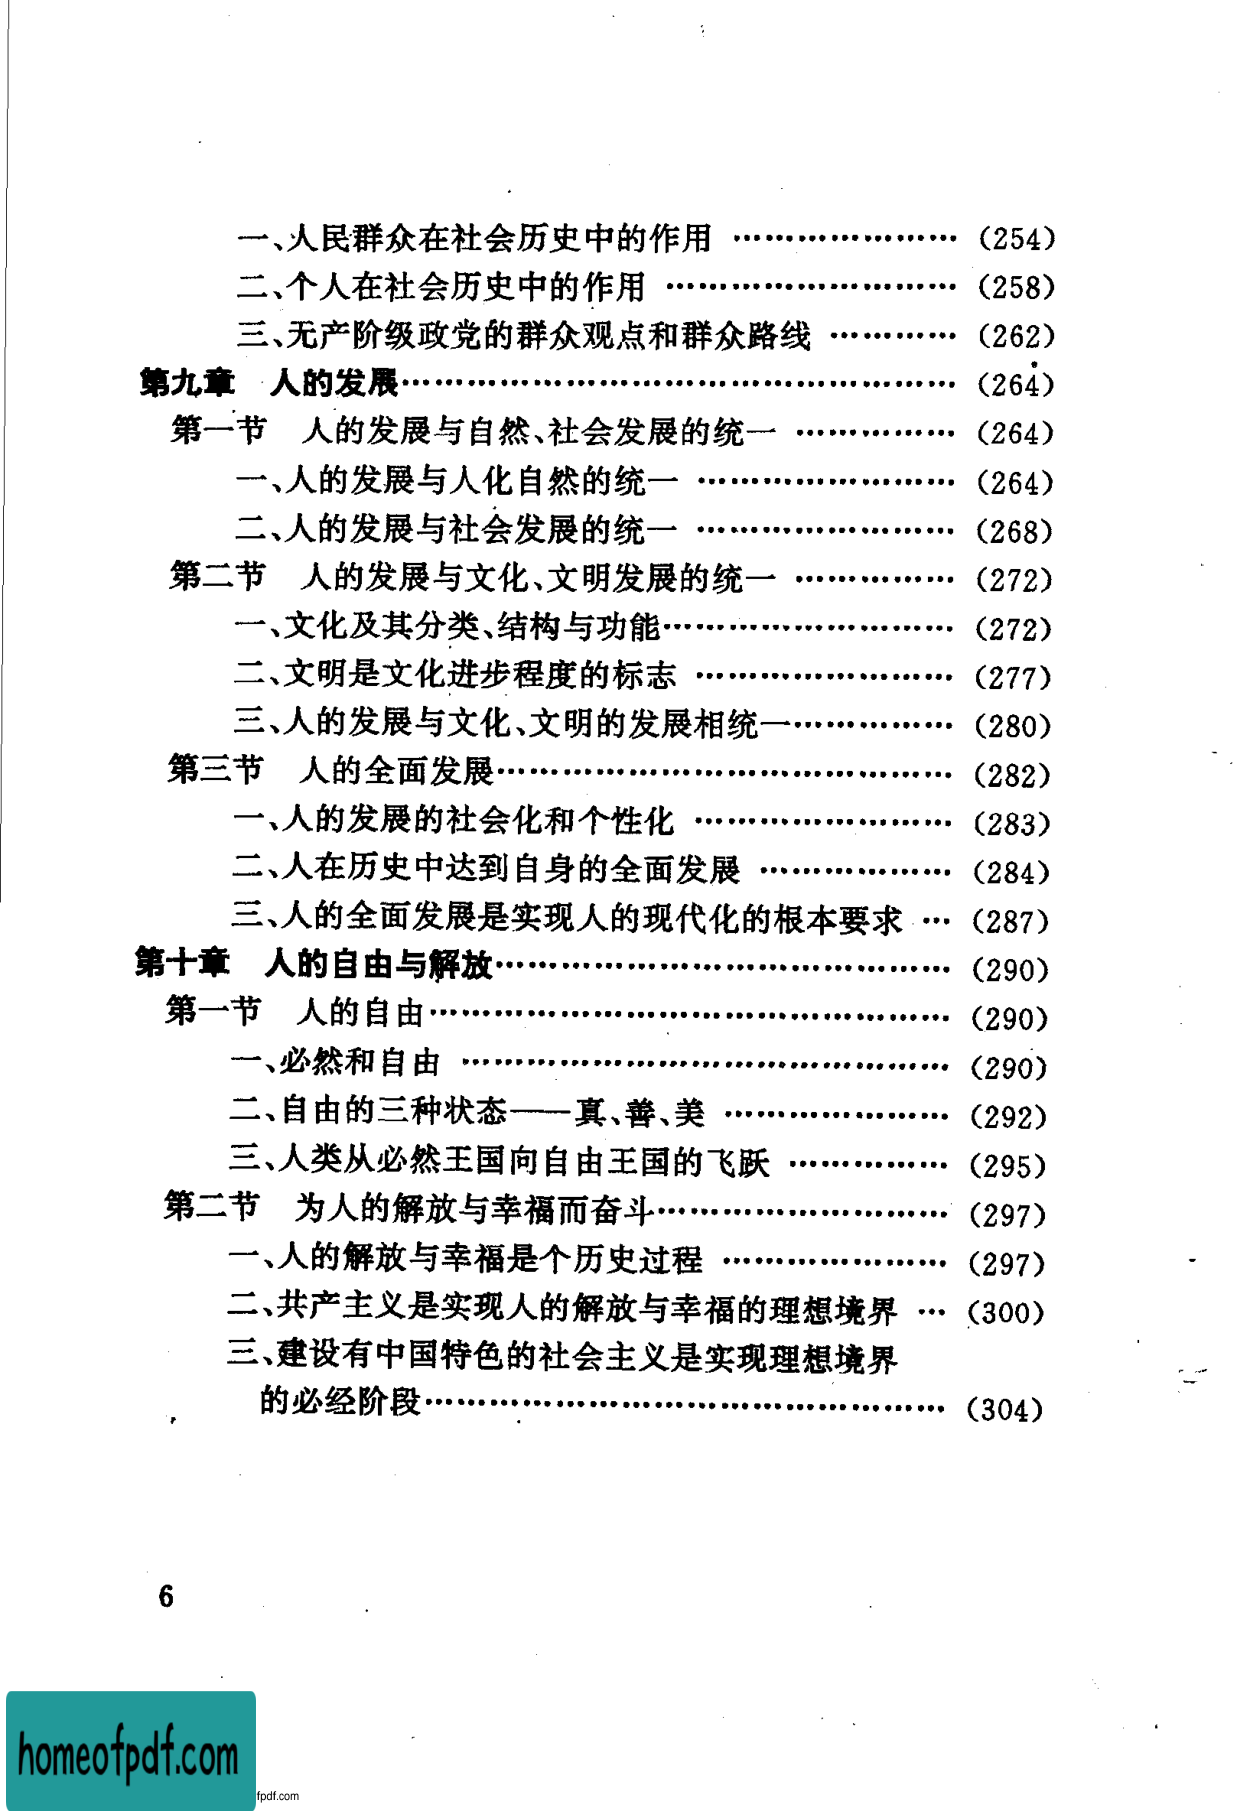 一、人民群众在社会历史中的作用 ………………… (254)
二、个人在社会历史中的作用 ……………………… (258)
三、无产阶级政党的群众观点和群众路线 ………… (262)
第九章 人的发展…………………………………………… (264)
第一节 人的发展与自然、社会发展的统一 …………… (264)
一、人的发展与人化自然的统一 …………………… (264)
二、人的发展与社会发展的统一 …………………… (268)
第二节 人的发展与文化、文明发展的统一 …………… (272)
一、文化及其分类、结构与功能……………………… (272)
二、文明是文化进步程度的标志 …………………… (277)
三、人的发展与文化、文明的发展相统一…………… (280)
第三节 人的全面发展…………………………………… (282)
一、人的发展的社会化和个性化 …………………… (283)
二、人在历史中达到自身的全面发展 ……………… (284)
三、人的全面发展是实现人的现代化的根本要求 … (287)
第十章 人的自由与解放…………………………………… (290)
第一节 人的自由………………………………………… (290)
一、必然和自由 ……………………………………… (290)
二、自由的三种状态——真、善、美 ………………… (292)
三、人类从必然王国向自由王国的飞跃 …………… (295)
第二节 为人的解放与幸福而奋斗……………………… (297)
一、人的解放与幸福是个历史过程 ………………… (297)
二、共产主义是实现人的解放与幸福的理想境界 … (300)
三、建设有中国特色的社会主义是实现理想境界
的必经阶段………………………………………… (304)
6
homeofpdf.com
fpdf.com